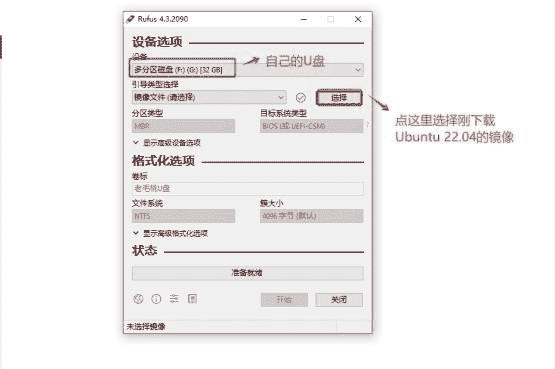 Rufus 4.3.2090
设备选项
设备
多分区磁盘 (F:) (G:) [32 GB]
自己的U盘
引导类型选择
镜像文件 (请选择)
选择
点这里选择刚下载
Ubuntu 22.04的镜像
分区类型
目标系统类型
MBR
BIOS (或 UEFI-CSM)
?
显示高级设备选项
格式化选项
卷标
老毛桃U盘
文件系统
簇大小
NTFS
4096 字节 (默认)
显示高级格式化选项
状态
准备就绪
开始
关闭
未选择镜像